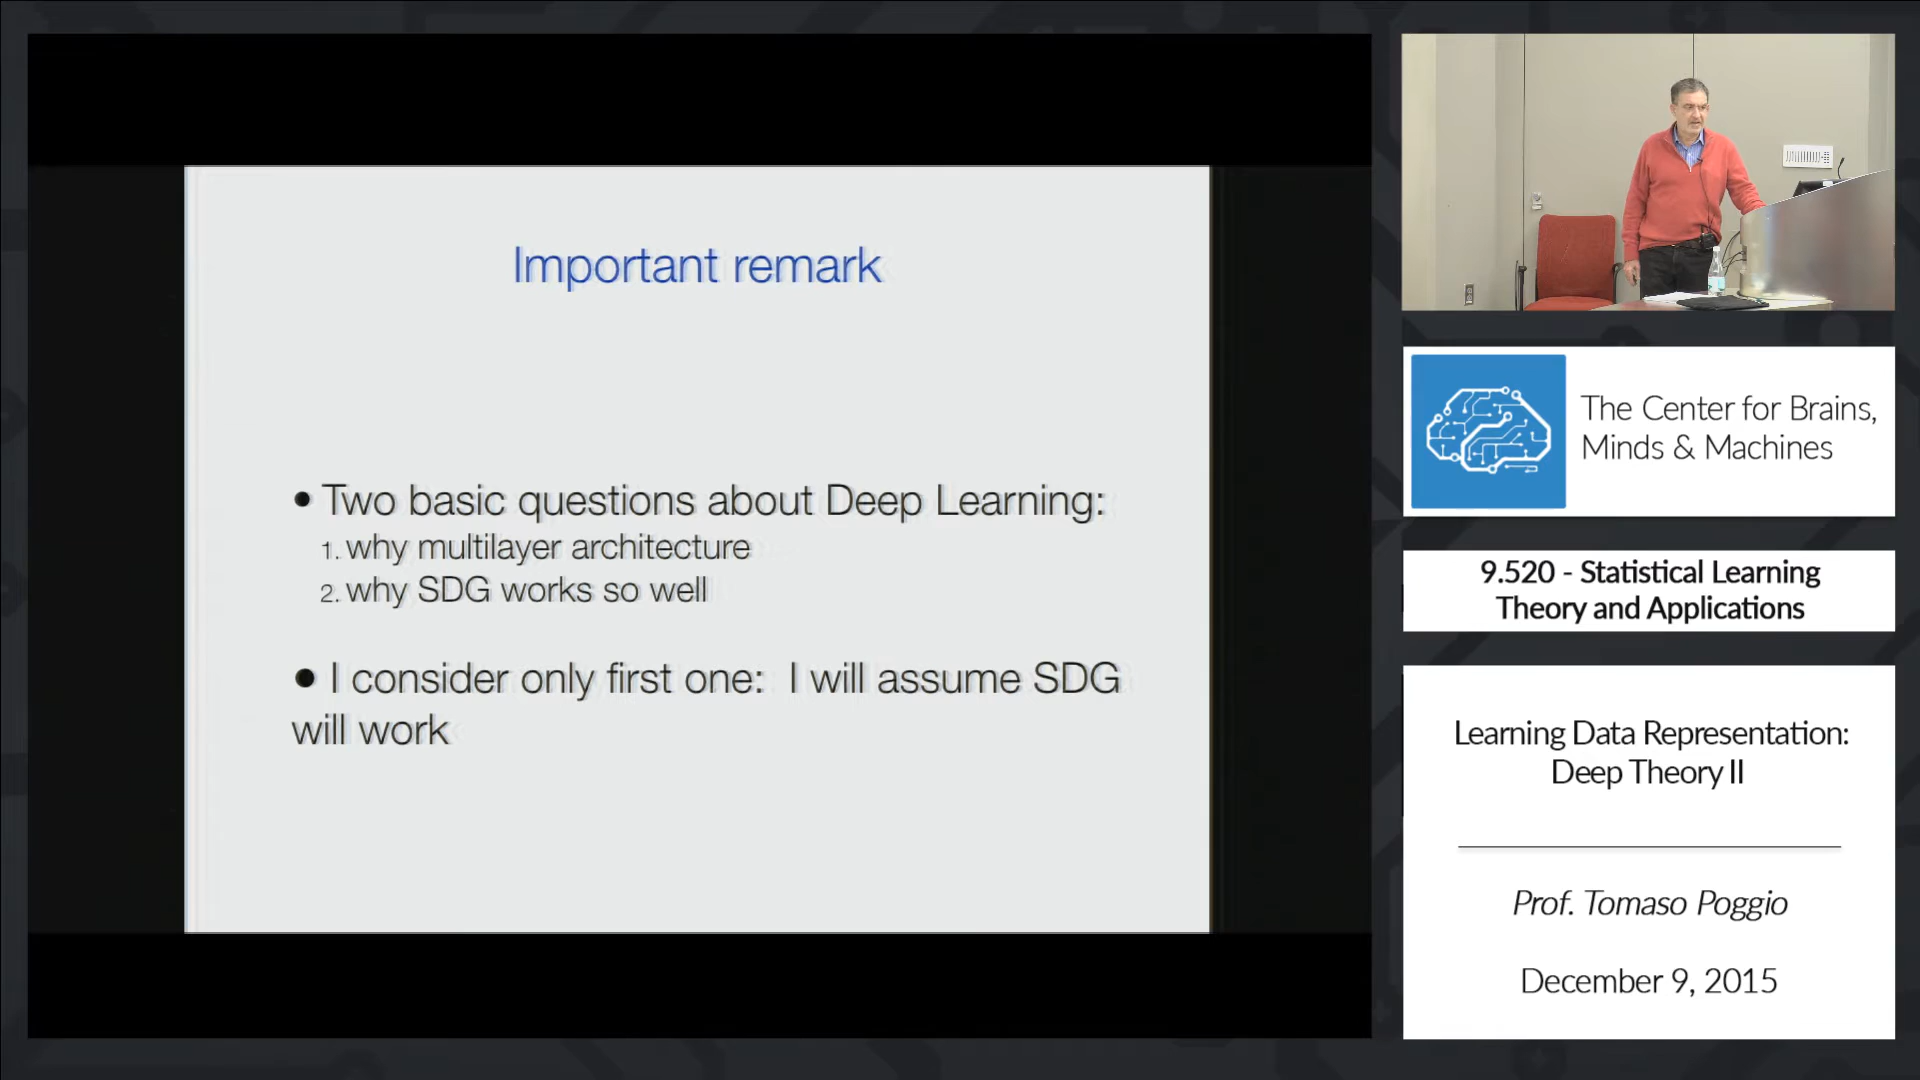 Important remark
• Two basic questions about Deep Learning:
1. why multilayer architecture
2. why SDG works so well
• I consider only first one: I will assume SDG
will work
The Center for Brains,
Minds & Machines
9.520 - Statistical Learning
Theory and Applications
Learning Data Representation:
Deep Theory II
Prof. Tomaso Poggio
December 9, 2015